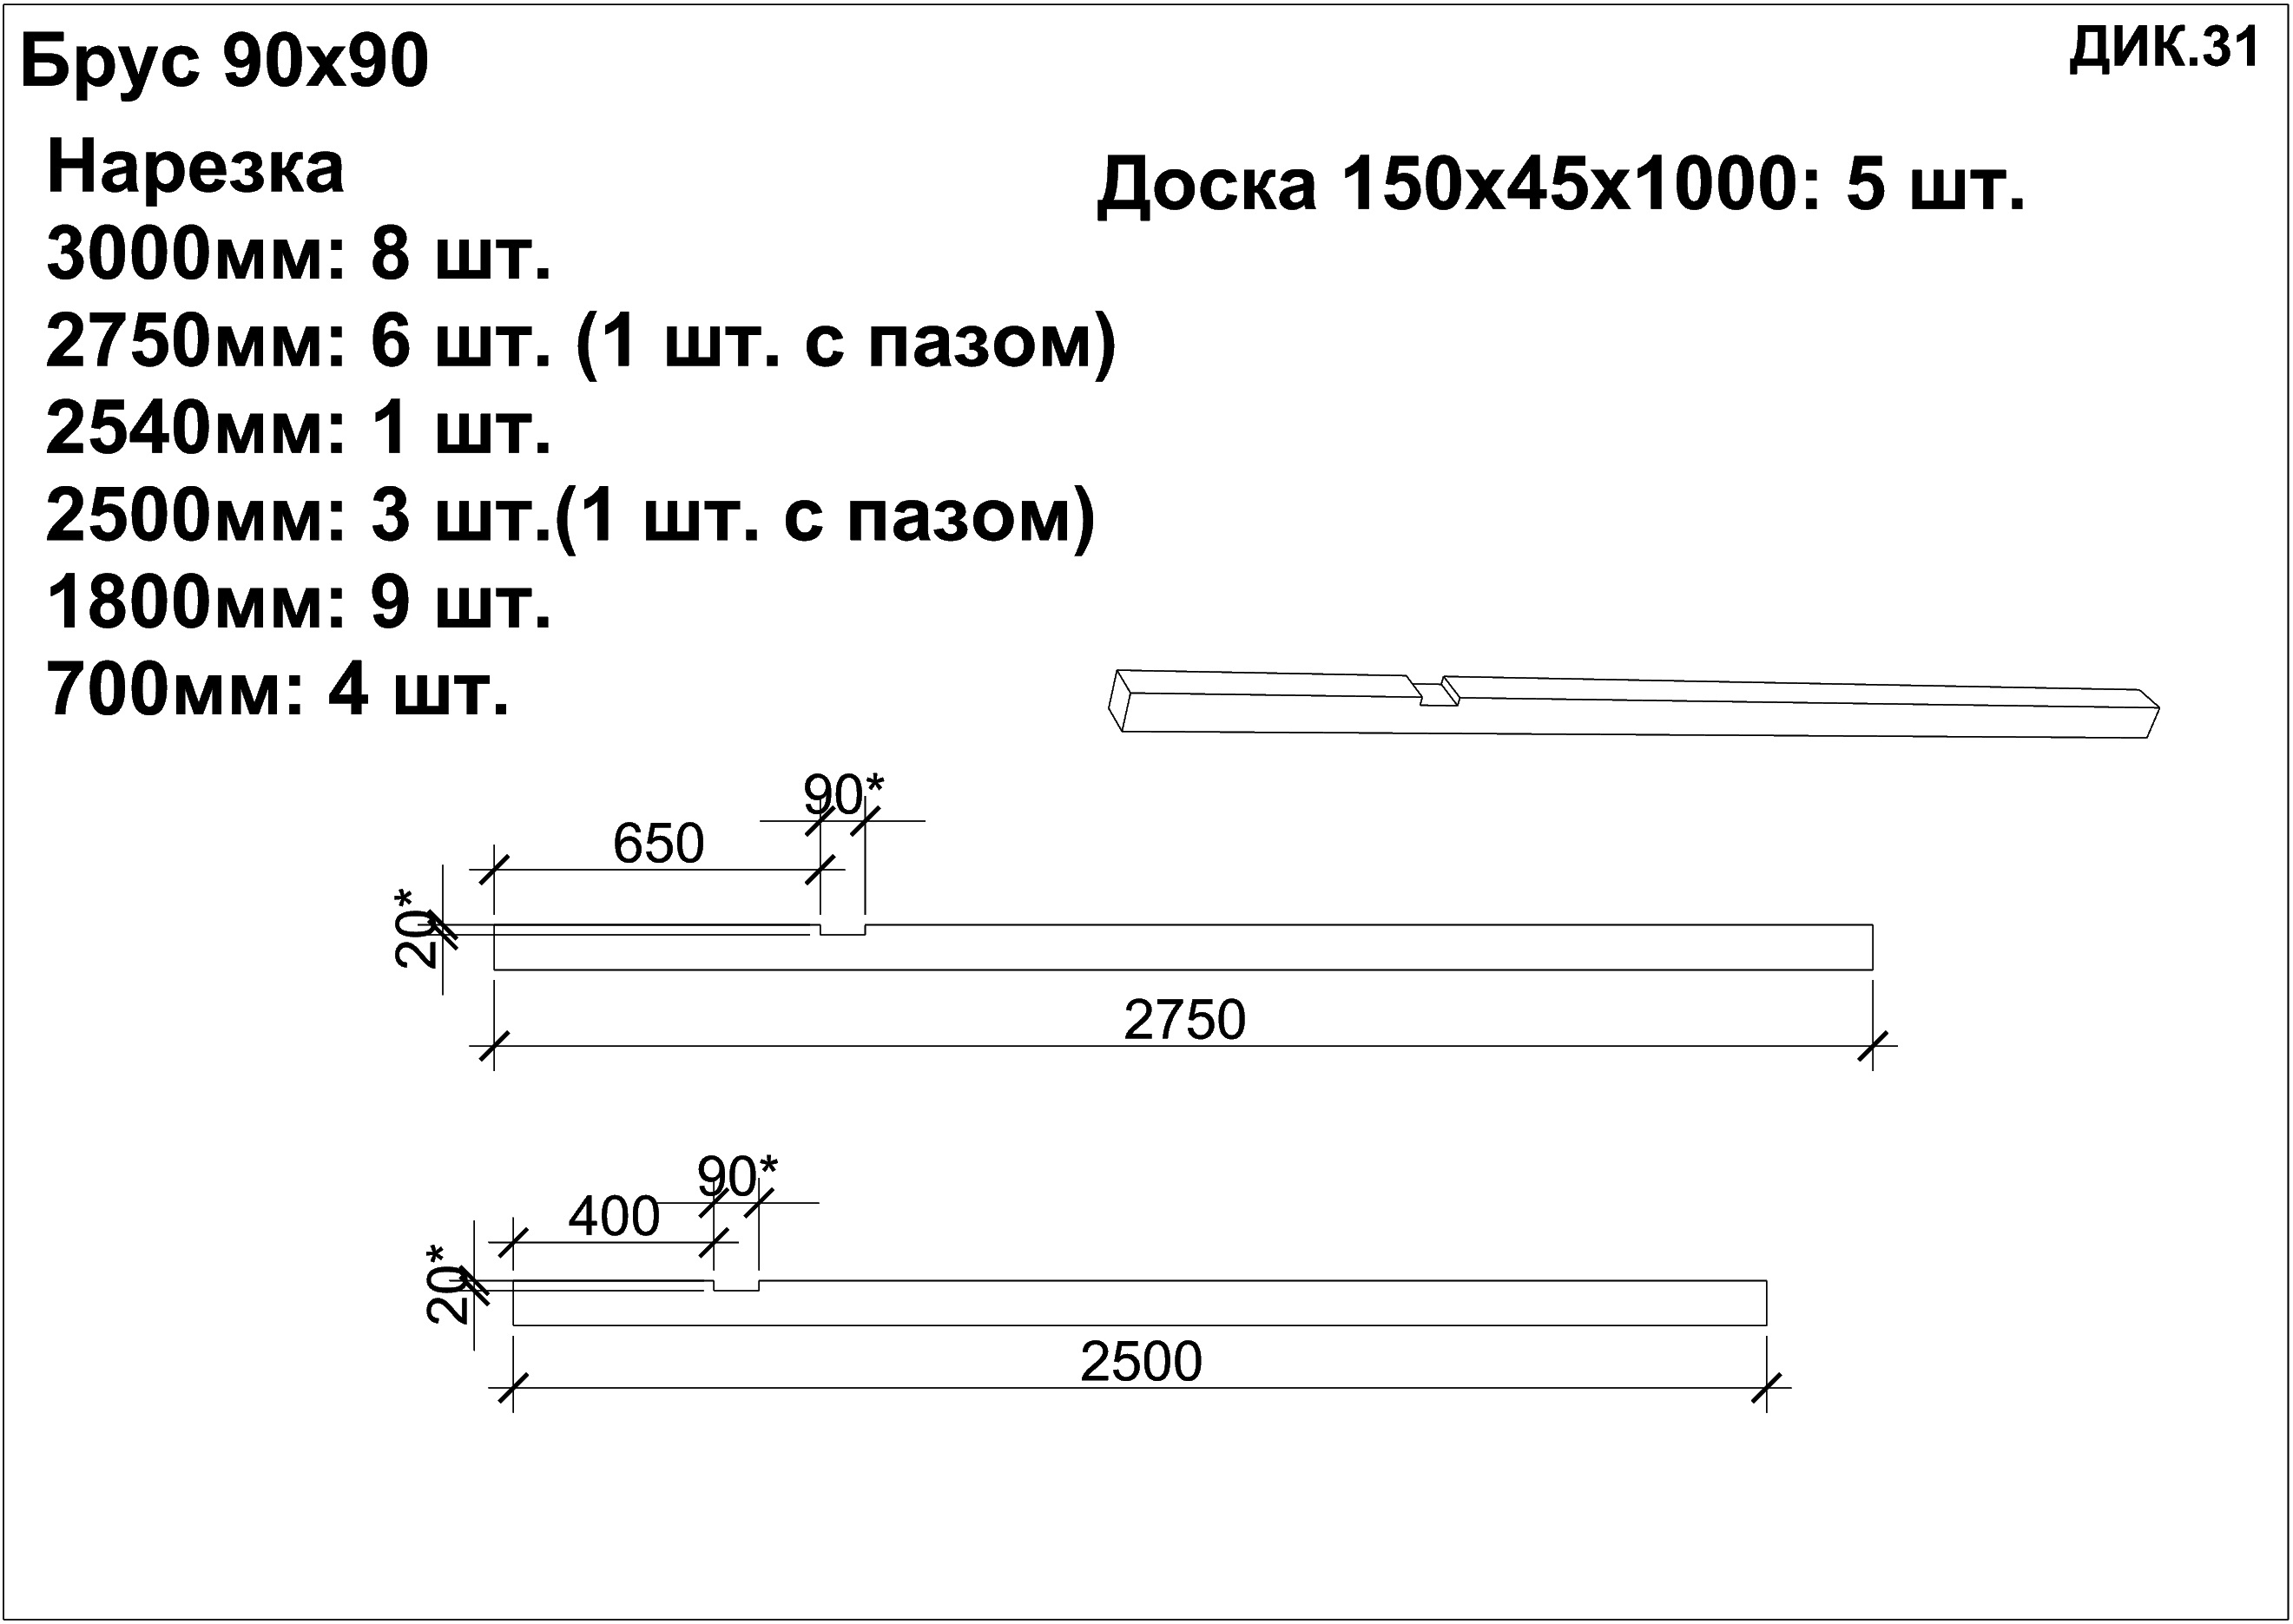 Брус 90х90
ДИК.31
Нарезка
Доска 150х45х1000: 5 шт.
3000мм: 8 шт.
2750мм: 6 шт. (1 шт. с пазом)
2540мм: 1 шт.
2500мм: 3 шт.(1 шт. с пазом)
1800мм: 9 шт.
700мм: 4 шт.
90*
650
20*
2750
90*
400
20*
2500